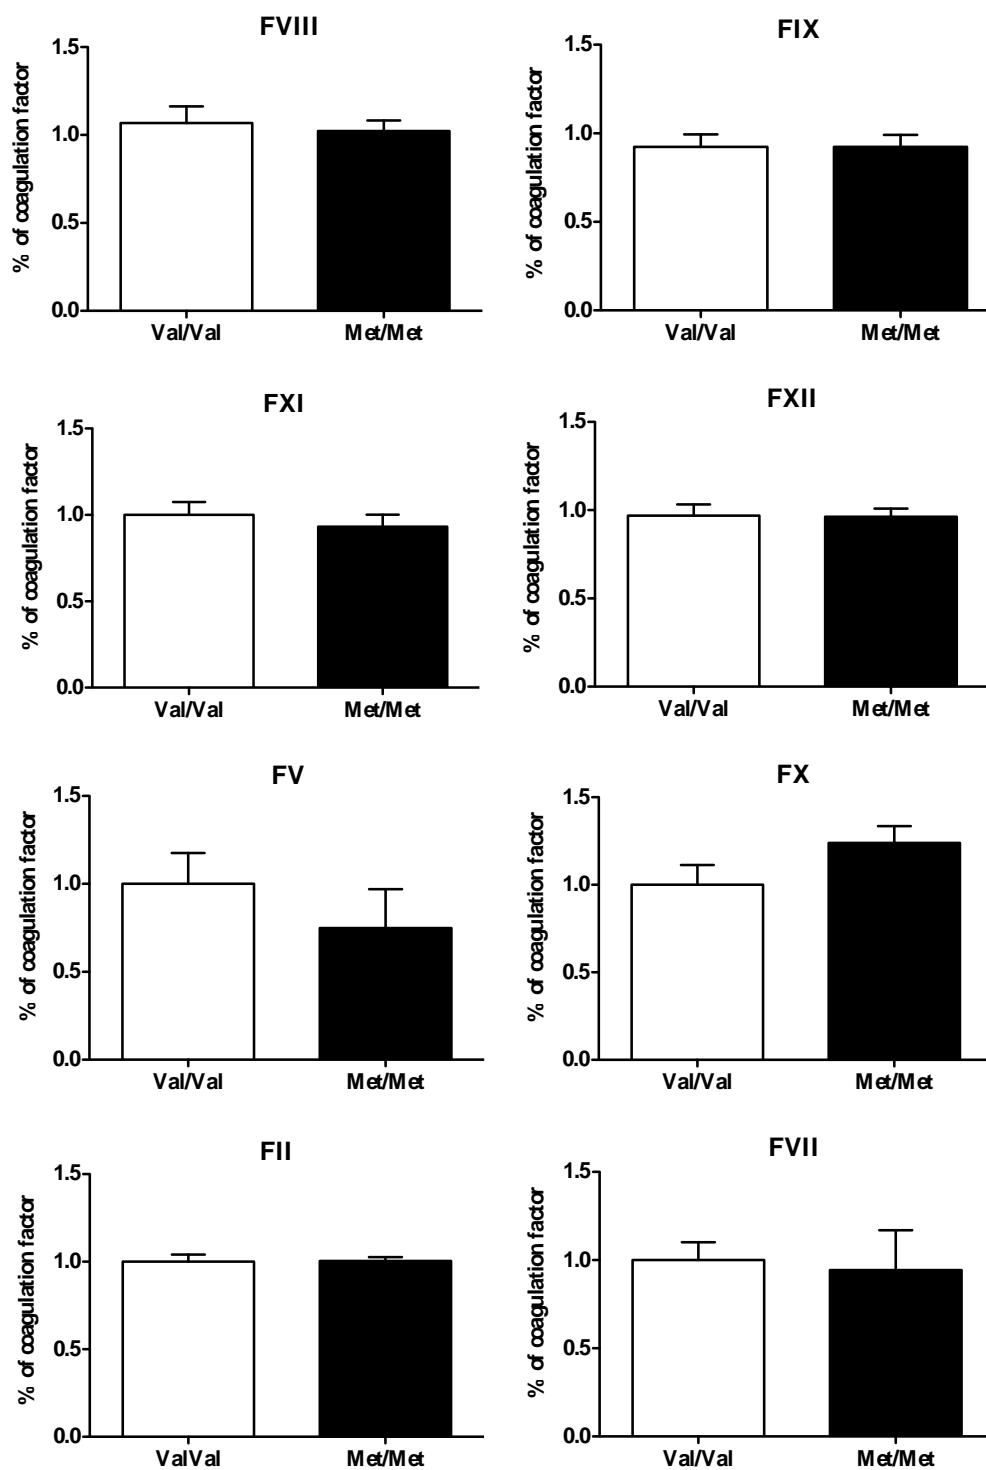 FVIII
% of coagulation factor
1.5
1.0
0.5
0.0
Val/Val Met/Met
FIX
% of coagulation factor
1.5
1.0
0.5
0.0
Val/Val Met/Met
FXI
% of coagulation factor
1.5
1.0
0.5
0.0
Val/Val Met/Met
FXII
% of coagulation factor
1.5
1.0
0.5
0.0
Val/Val Met/Met
FV
% of coagulation factor
1.5
1.0
0.5
0.0
Val/Val Met/Met
FX
% of coagulation factor
1.5
1.0
0.5
0.0
Val/Val Met/Met
FII
% of coagulation factor
1.5
1.0
0.5
0.0
ValVal Met/Met
FVII
% of coagulation factor
1.5
1.0
0.5
0.0
Val/Val Met/Met